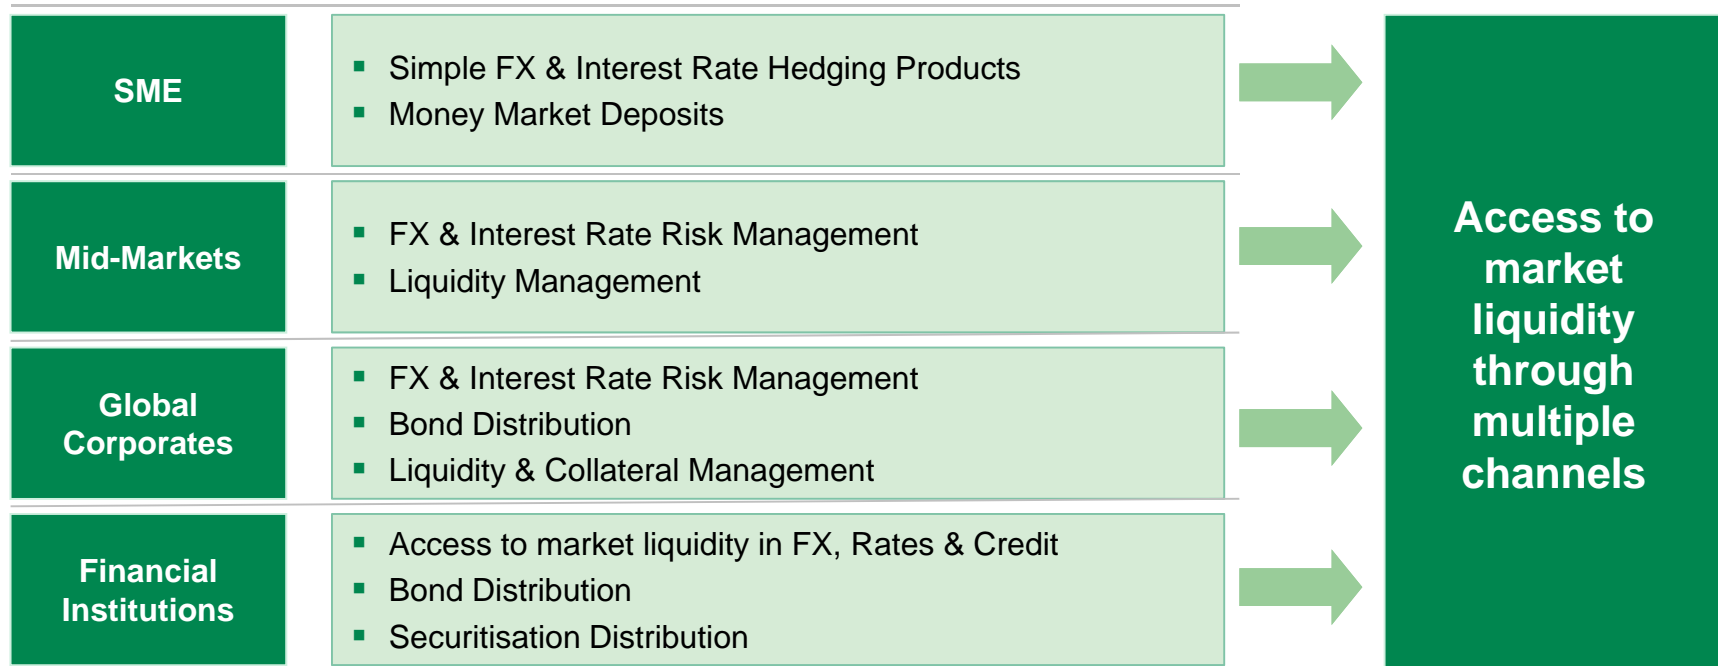 SME
▪ Simple FX & Interest Rate Hedging Products
▪ Money Market Deposits
Mid-Markets
▪ FX & Interest Rate Risk Management
▪ Liquidity Management
Global
Corporates
▪ FX & Interest Rate Risk Management
▪ Bond Distribution
▪ Liquidity & Collateral Management
Financial
Institutions
▪ Access to market liquidity in FX, Rates & Credit
▪ Bond Distribution
▪ Securitisation Distribution
Access to
market
liquidity
through
multiple
channels